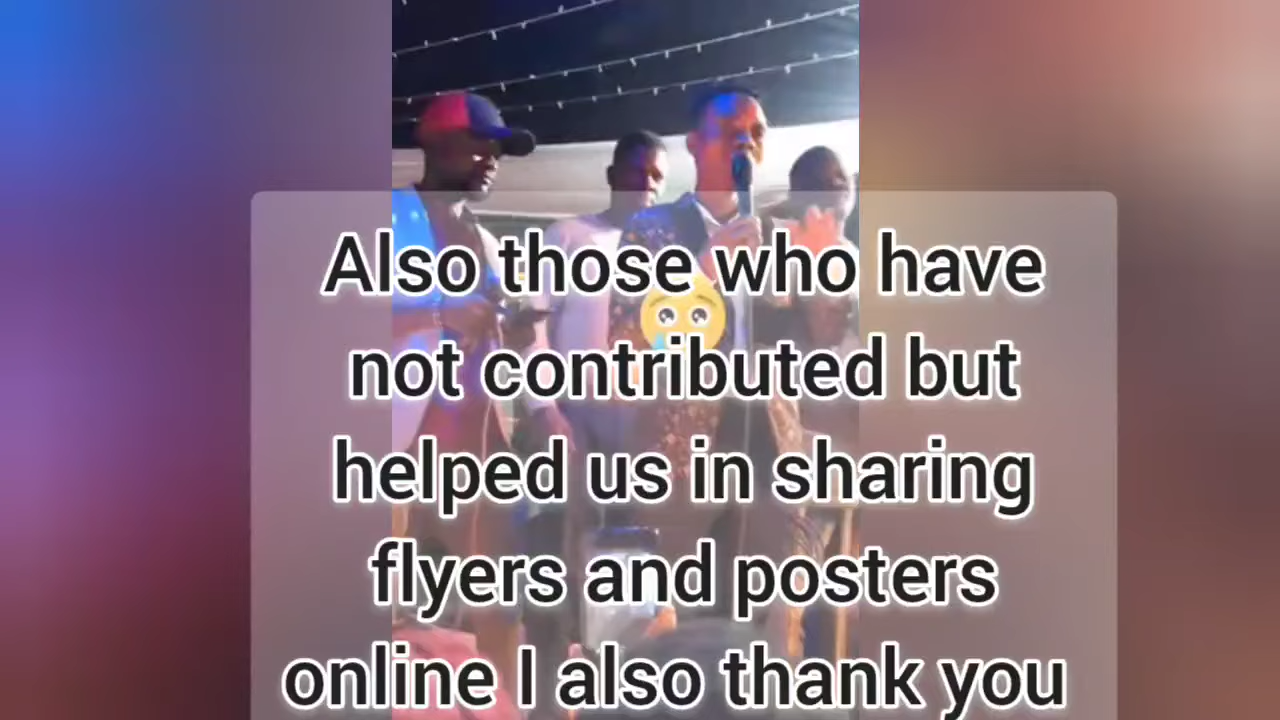 Also those who have
not contributed but
helped us in sharing
flyers and posters
online I also thank you